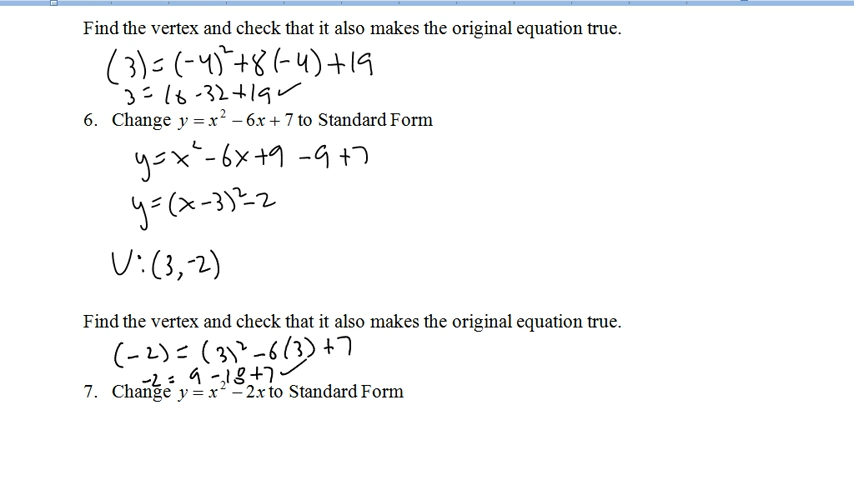 Find the vertex and check that it also makes the original equation true.
(3) = (-4)² + 8(-4) + 19
3 = 16 - 32 + 19 ✓
6. Change y = x² − 6x + 7 to Standard Form
y = x² - 6x + 9 - 9 + 7
y = (x - 3)² - 2
V: (3, -2)
Find the vertex and check that it also makes the original equation true.
(-2) = (3)² - 6(3) + 7
-2 = 9 - 18 + 7 ✓
7. Change y = x² − 2x to Standard Form